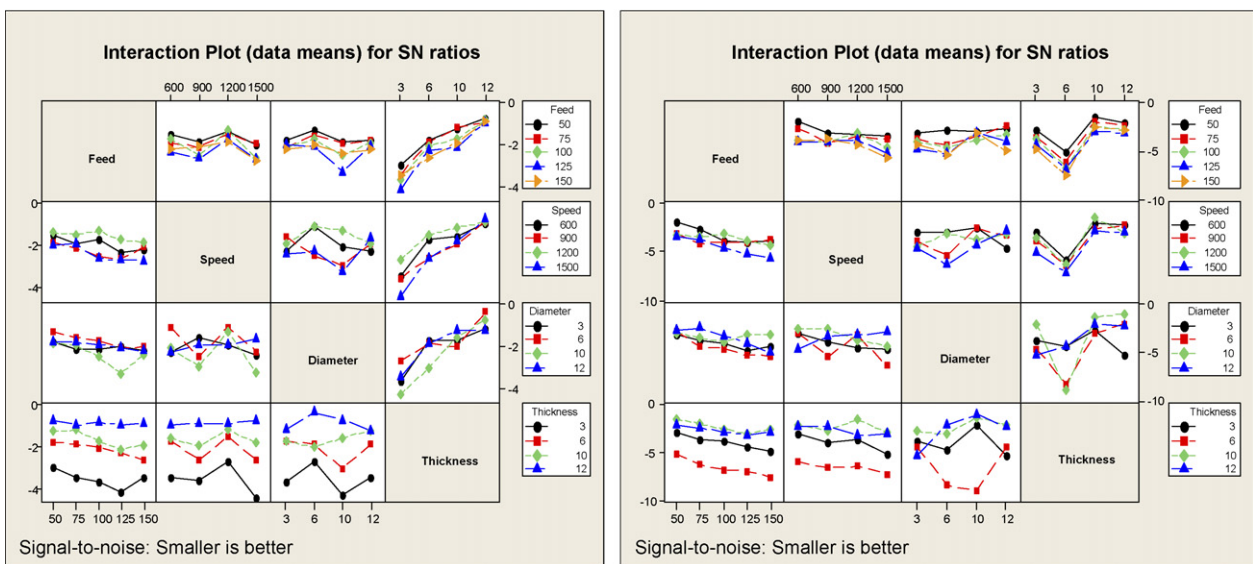 Interaction Plot (data means) for SN ratios
600 900 1200 1500
3 6 10 12
Feed
0
-2
-4
Feed
50
75
100
125
150
0
-2
-4
Speed
Speed
600
900
1200
1500
Diameter
0
-2
-4
Diameter
3
6
10
12
0
-2
-4
Thickness
Thickness
3
6
10
12
50 75 100 125 150
3 6 10 12
Signal-to-noise: Smaller is better
Interaction Plot (data means) for SN ratios
600 900 1200 1500
3 6 10 12
Feed
0
-5
-10
Feed
50
75
100
125
150
0
-5
-10
Speed
Speed
600
900
1200
1500
Diameter
0
-5
-10
Diameter
3
6
10
12
0
-5
-10
Thickness
Thickness
3
6
10
12
50 75 100 125 150
3 6 10 12
Signal-to-noise: Smaller is better